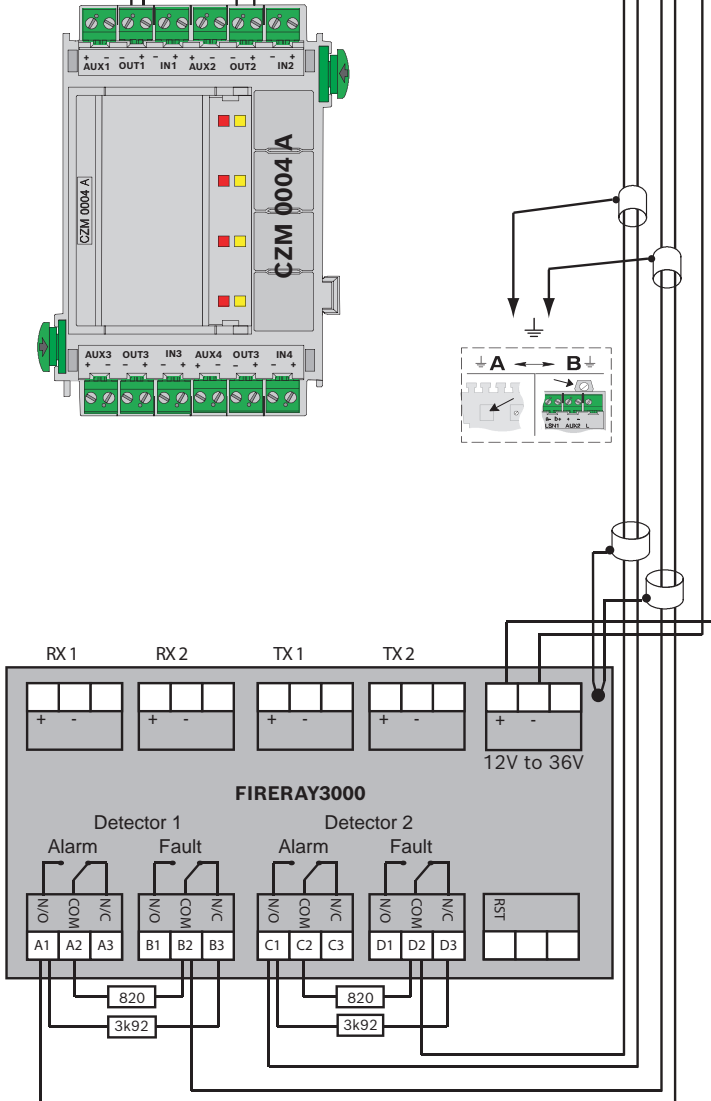 + - - + - + + - - + - +
AUX1 OUT1 IN1 AUX2 OUT2 IN2
CZM 0004 A
CZM 0004 A
AUX3 OUT3 IN3 AUX4 OUT3 IN4
+ - - + - + + - - + - +
A B
a- b+ + -
LSN1 AUX2 L
RX 1 RX 2 TX 1 TX 2
+ - + - + - + - + -
12V to 36V
FIRERAY3000
Detector 1 Detector 2
Alarm Fault Alarm Fault
N/O COM N/C N/O COM N/C N/O COM N/C N/O COM N/C RST
A1 A2 A3 B1 B2 B3 C1 C2 C3 D1 D2 D3
820 820
3k92 3k92